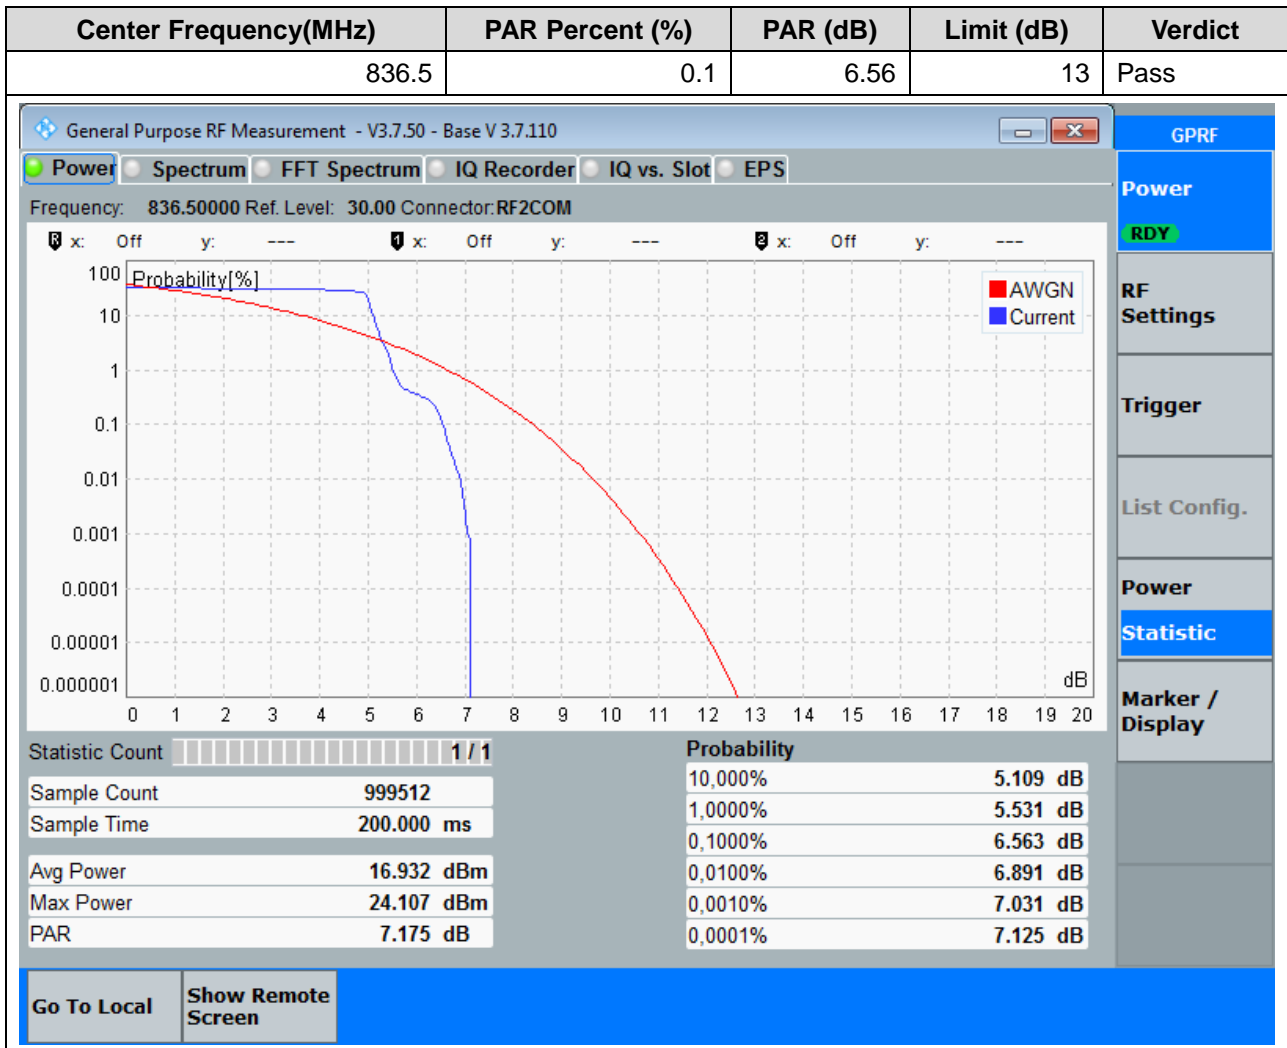 Center Frequency(MHz) PAR Percent (%) PAR (dB) Limit (dB) Verdict
836.5 0.1 6.56 13 Pass
General Purpose RF Measurement - V3.7.50 - Base V 3.7.110
GPRF
Power Spectrum FFT Spectrum IQ Recorder IQ vs. Slot EPS
Frequency: 836.50000 Ref. Level: 30.00 Connector: RF2COM
R x: Off y: --- 1 x: Off y: --- 2 x: Off y: ---
Probability[%]
AWGN
Current
100
10
1
0.1
0.01
0.001
0.0001
0.00001
0.000001
dB
0 1 2 3 4 5 6 7 8 9 10 11 12 13 14 15 16 17 18 19 20
Statistic Count 1 / 1
Sample Count 999512
Sample Time 200.000 ms
Avg Power 16.932 dBm
Max Power 24.107 dBm
PAR 7.175 dB
Probability
10,000% 5.109 dB
1,0000% 5.531 dB
0,1000% 6.563 dB
0,0100% 6.891 dB
0,0010% 7.031 dB
0,0001% 7.125 dB
Power
RDY
RF
Settings
Trigger
List Config.
Power
Statistic
Marker /
Display
Go To Local
Show Remote
Screen